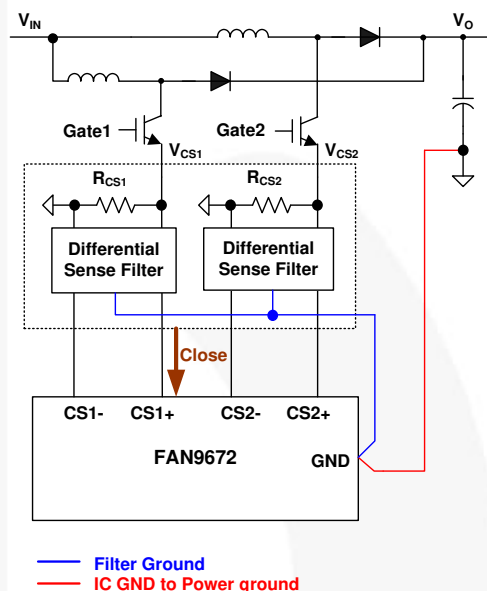 VIN
VO
Gate1
Gate2
VCS1
VCS2
RCS1
RCS2
Differential
Sense Filter
Differential
Sense Filter
Close
CS1-
CS1+
CS2-
CS2+
FAN9672
GND
Filter Ground
IC GND to Power ground